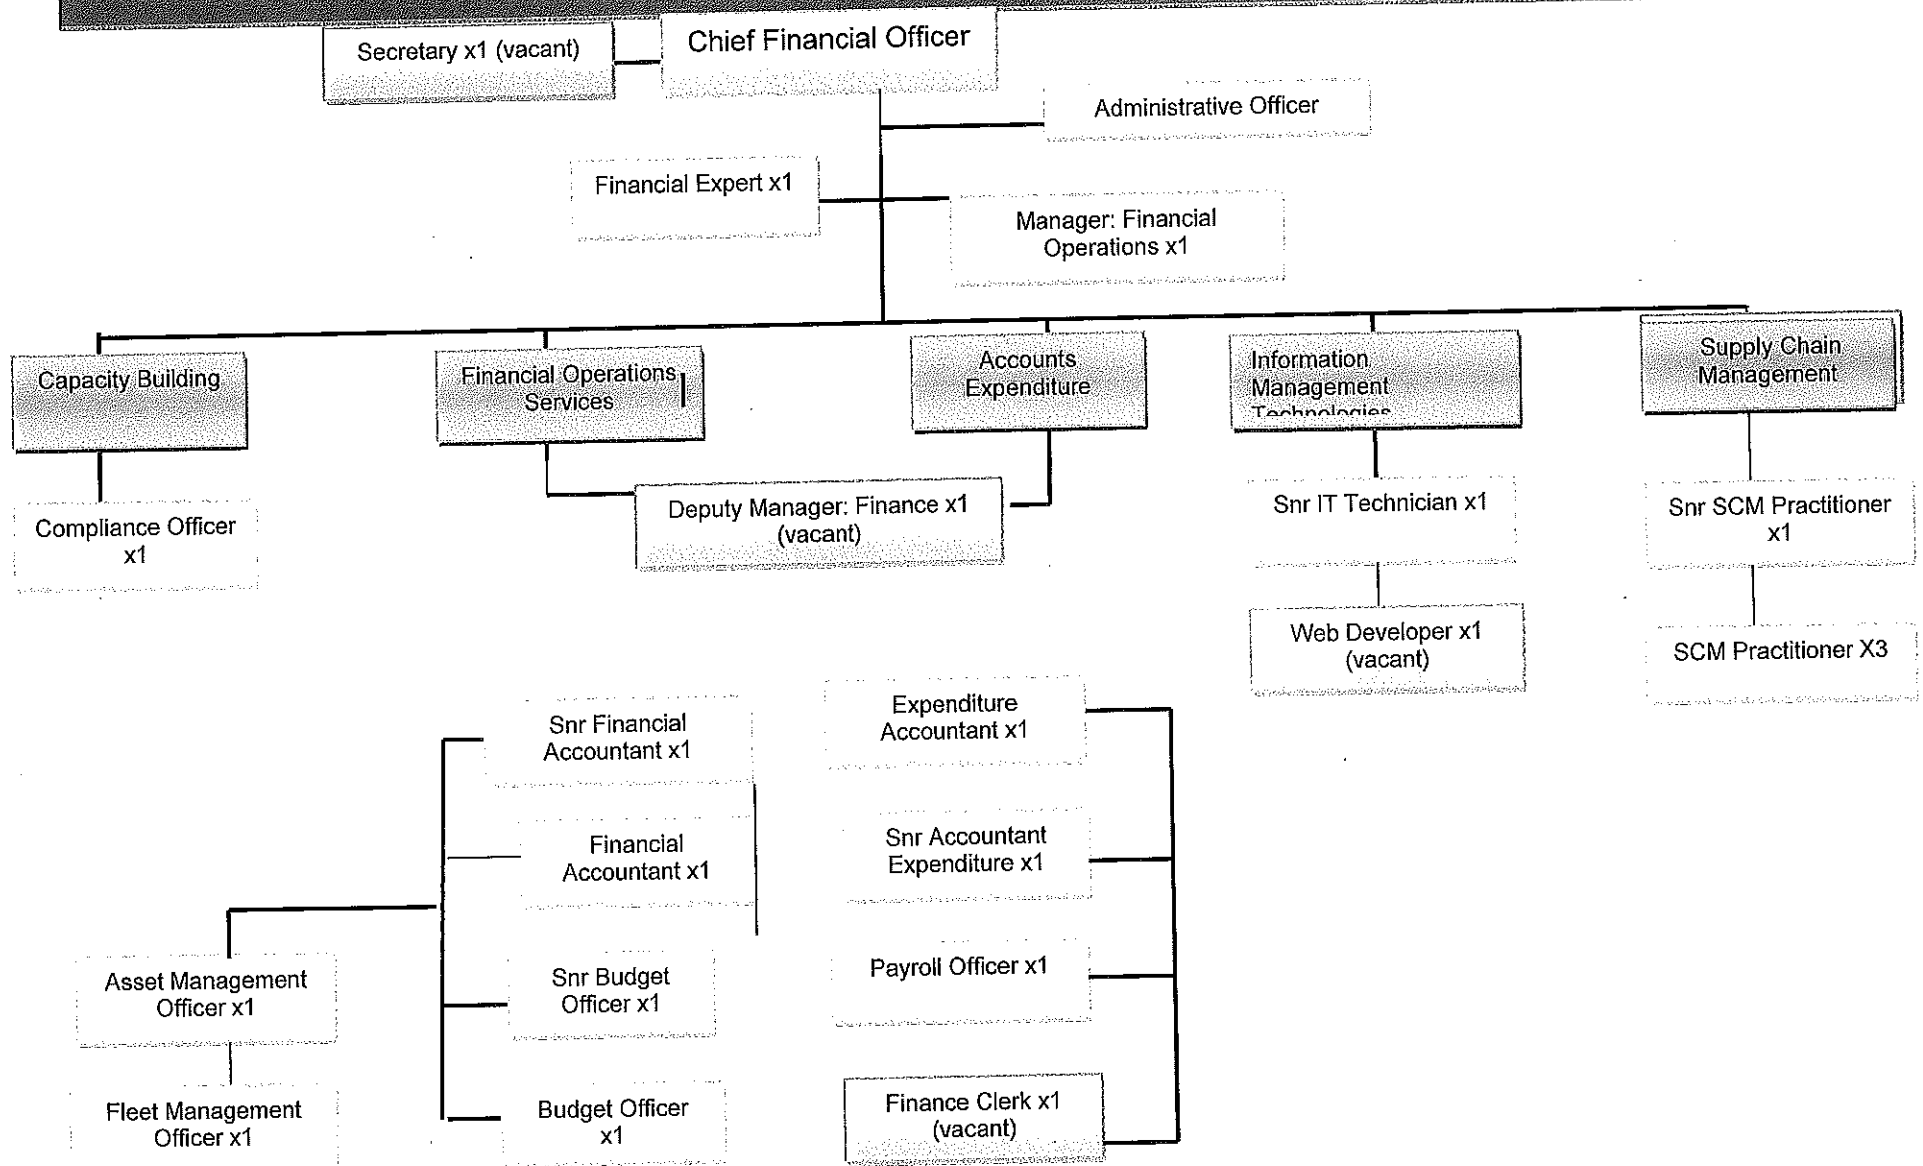 Secretary x1 (vacant)
Chief Financial Officer
Administrative Officer
Financial Expert x1
Manager: Financial
Operations x1
Capacity Building
Financial Operations
Services
Accounts
Expenditure
Information
Management
Technologies
Supply Chain
Management
Compliance Officer
x1
Deputy Manager: Finance x1
(vacant)
Snr IT Technician x1
Snr SCM Practitioner
x1
Web Developer x1
(vacant)
SCM Practitioner X3
Snr Financial
Accountant x1
Expenditure
Accountant x1
Financial
Accountant x1
Snr Accountant
Expenditure x1
Asset Management
Officer x1
Snr Budget
Officer x1
Payroll Officer x1
Fleet Management
Officer x1
Budget Officer
x1
Finance Clerk x1
(vacant)